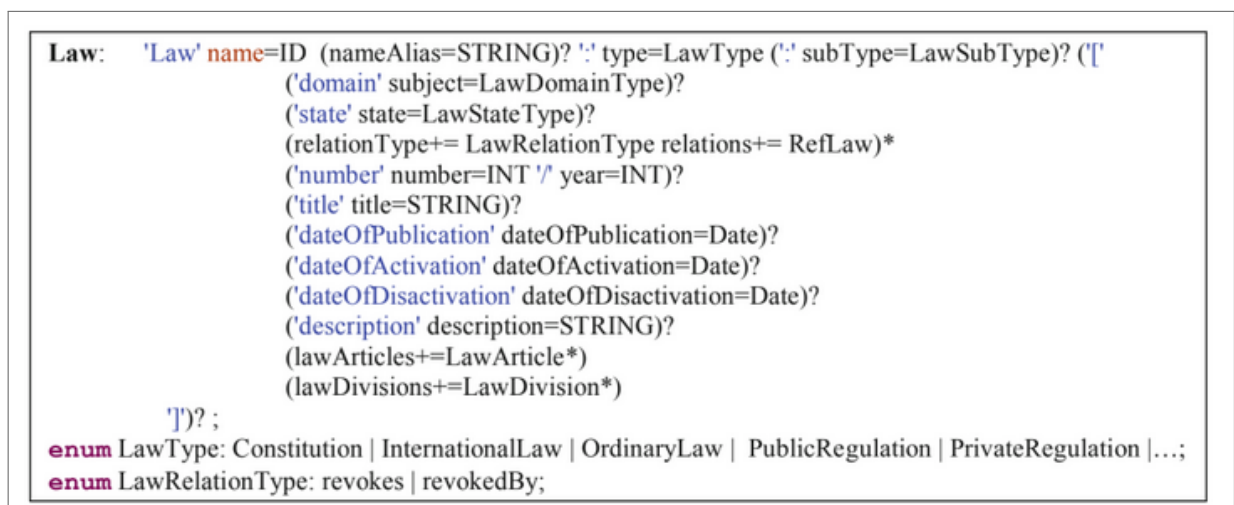 Law: 'Law' name=ID (nameAlias=STRING)? ':' type=LawType (':' subType=LawSubType)? ('['
('domain' subject=LawDomainType)?
('state' state=LawStateType)?
(relationType+= LawRelationType relations+= RefLaw)*
('number' number=INT '/' year=INT)?
('title' title=STRING)?
('dateOfPublication' dateOfPublication=Date)?
('dateOfActivation' dateOfActivation=Date)?
('dateOfDisactivation' dateOfDisactivation=Date)?
('description' description=STRING)?
(lawArticles+=LawArticle*)
(lawDivisions+=LawDivision*)
']')? ;
enum LawType: Constitution | InternationalLaw | OrdinaryLaw | PublicRegulation | PrivateRegulation |…;
enum LawRelationType: revokes | revokedBy;